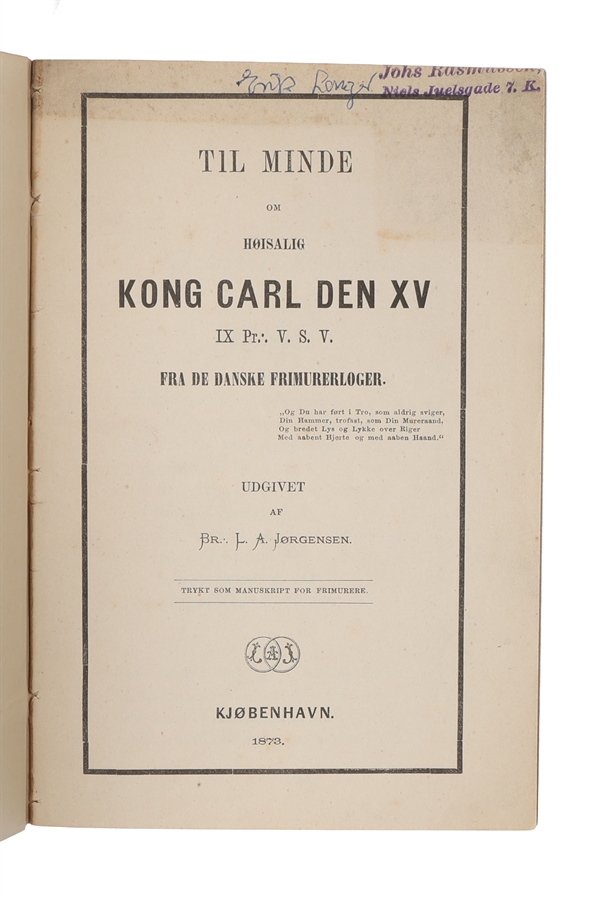 Johs Rasmussen,
Niels Juelsgade 7. K.
TIL MINDE
OM
HØISALIG
KONG CARL DEN XV
IX Pr.·. V. S. V.
FRA DE DANSKE FRIMURERLOGER.
„Og Du har ført i Tro, som aldrig sviger,
Din Hammer, trofast, som Din Murerand,
Og bredet Lys og Lykke over Riger
Med aabent Hjerte og med aaben Haand.“
UDGIVET
AF
BR.·. L. A. JØRGENSEN.
TRYKT SOM MANUSKRIPT FOR FRIMURERE.
L A J
KJØBENHAVN.
1873.